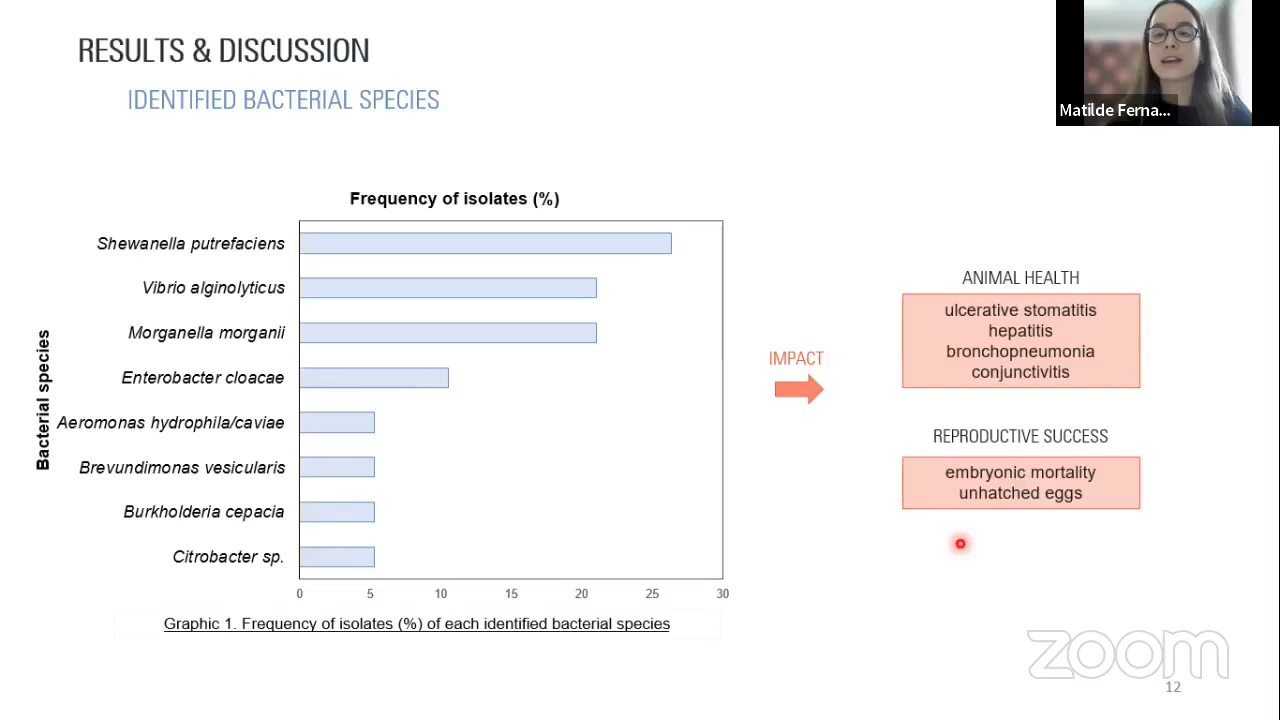 RESULTS & DISCUSSION
IDENTIFIED BACTERIAL SPECIES
Matilde Ferna...
Frequency of isolates (%)
Bacterial species
Shewanella putrefaciens
Vibrio alginolyticus
Morganella morganii
Enterobacter cloacae
Aeromonas hydrophila/caviae
Brevundimonas vesicularis
Burkholderia cepacia
Citrobacter sp.
0 5 10 15 20 25 30
Graphic 1. Frequency of isolates (%) of each identified bacterial species
IMPACT
ANIMAL HEALTH
ulcerative stomatitis
hepatitis
bronchopneumonia
conjunctivitis
REPRODUCTIVE SUCCESS
embryonic mortality
unhatched eggs
zoom
12